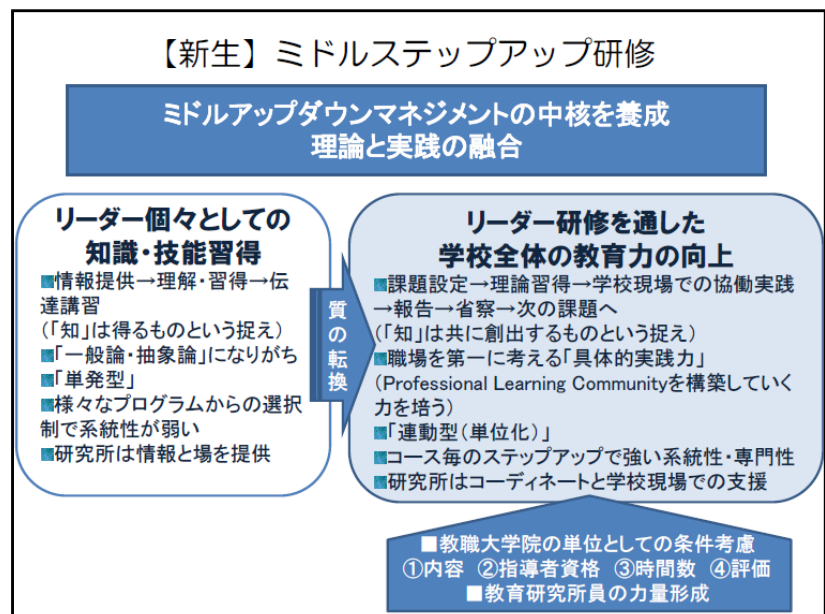 【新生】ミドルステップアップ研修
ミドルアップダウンマネジメントの中核を養成
理論と実践の融合
リーダー個々としての
知識・技能習得
■情報提供→理解・習得→伝
達講習
(「知」は得るものという捉え)
■「一般論・抽象論」になりがち
■「単発型」
■様々なプログラムからの選択
制で系統性が弱い
■研究所は情報と場を提供
質の転換
リーダー研修を通した
学校全体の教育力の向上
■課題設定→理論習得→学校現場での協働実践
→報告→省察→次の課題へ
(「知」は共に創出するものという捉え)
■職場を第一に考える「具体的実践力」
(Professional Learning Communityを構築していく
力を培う)
■「連動型(単位化)」
■コース毎のステップアップで強い系統性・専門性
■研究所はコーディネートと学校現場での支援
■教職大学院の単位としての条件考慮
①内容 ②指導者資格 ③時間数 ④評価
■教育研究所員の力量形成